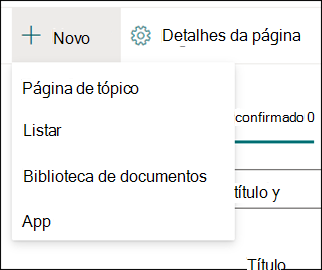 Novo
Detalhes da página
Página de tópico
Listar
confirmado 0
Biblioteca de documentos
título y
App
Título